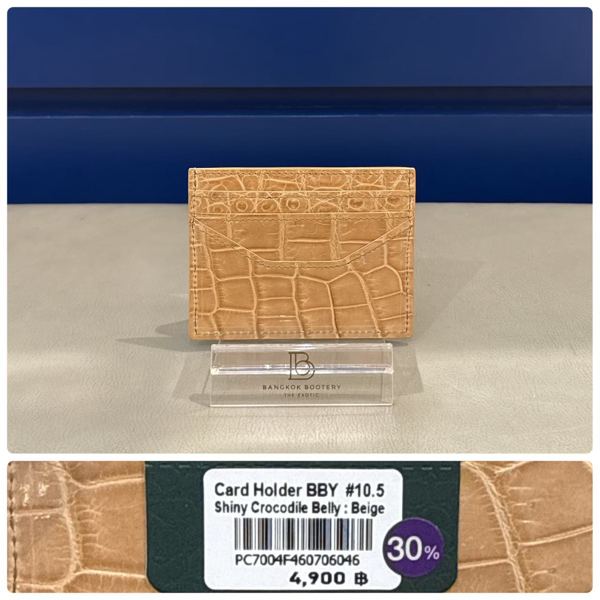 B
BANGKOK BOOTERY
THE EXOTIC
Card Holder BBY #10.5
Shiny Crocodile Belly : Beige
PC7004F460706046
4,900 ฿
30%